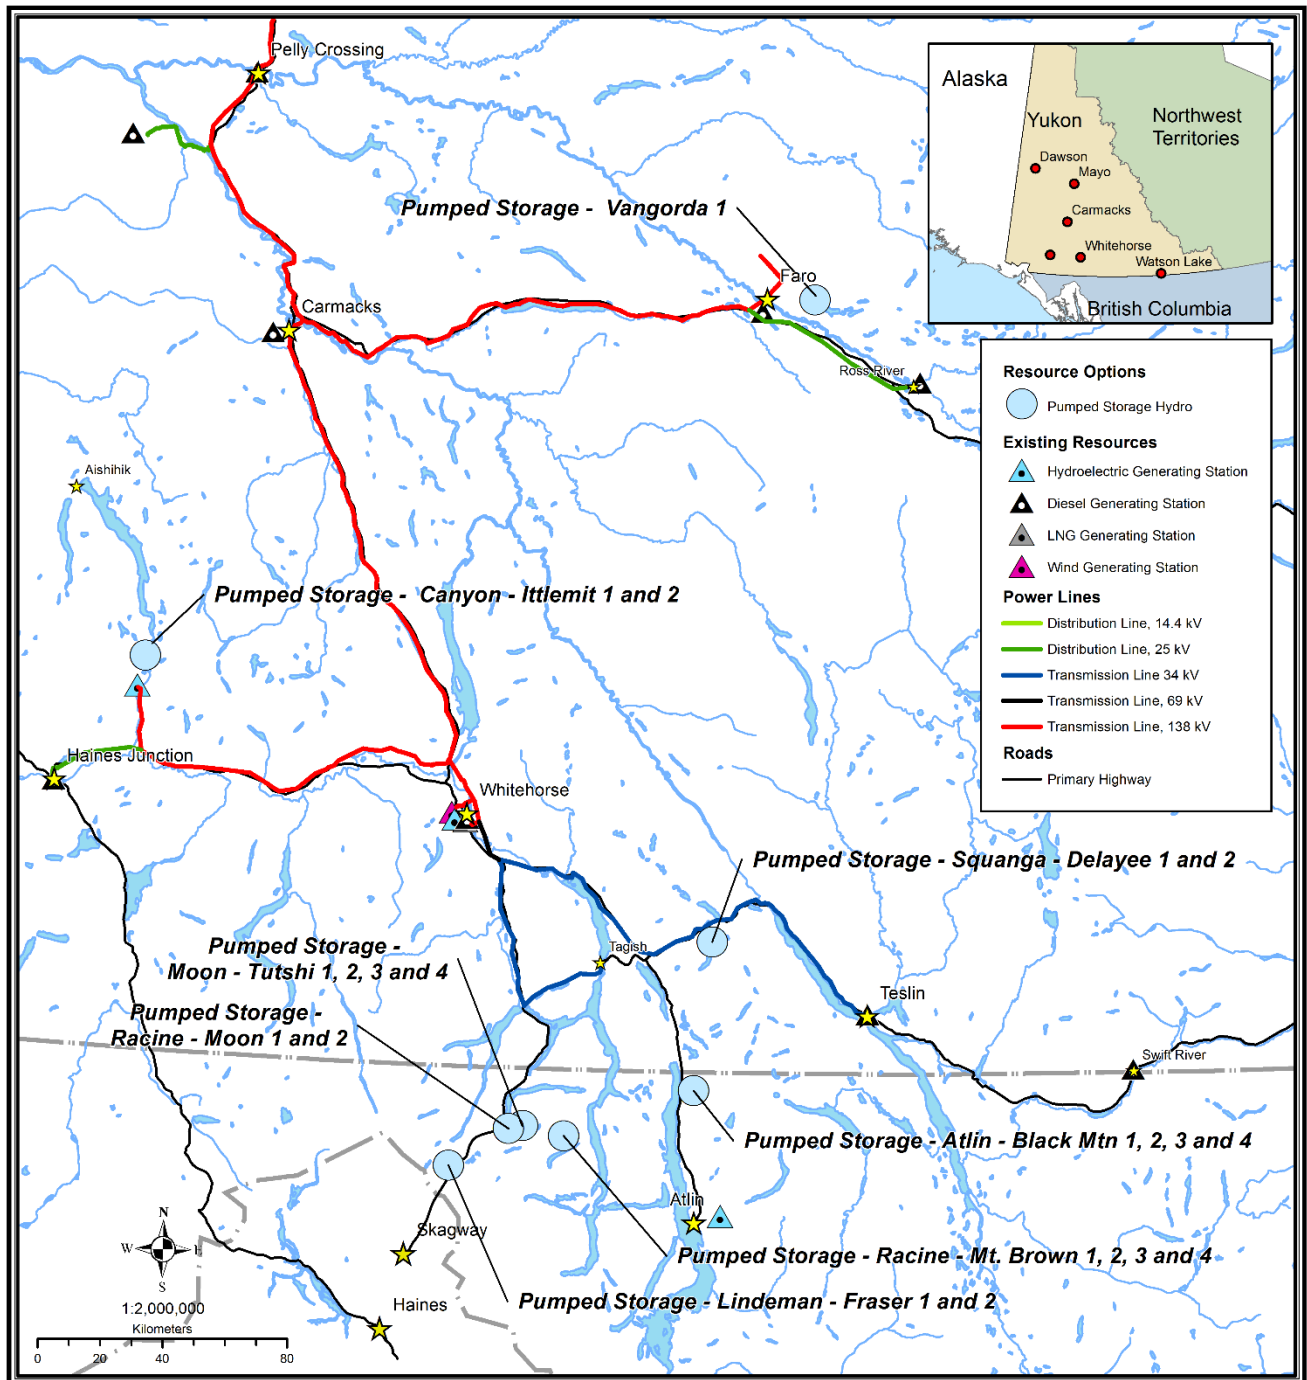 Pelly Crossing
Alaska
Yukon
Northwest
Territories
Dawson
Mayo
Carmacks
Whitehorse
Watson Lake
British Columbia
Pumped Storage - Vangorda 1
Faro
Carmacks
Ross River
Resource Options
Pumped Storage Hydro
Existing Resources
Hydroelectric Generating Station
Diesel Generating Station
LNG Generating Station
Wind Generating Station
Power Lines
Distribution Line, 14.4 kV
Distribution Line, 25 kV
Transmission Line 34 kV
Transmission Line, 69 kV
Transmission Line, 138 kV
Roads
Primary Highway
Aishihik
Pumped Storage - Canyon - Ittlemit 1 and 2
Haines Junction
Whitehorse
Pumped Storage - Squanga - Delayee 1 and 2
Pumped Storage -
Moon - Tutshi 1, 2, 3 and 4
Tagish
Teslin
Pumped Storage -
Racine - Moon 1 and 2
Swift River
Pumped Storage - Atlin - Black Mtn 1, 2, 3 and 4
Atlin
Skagway
Pumped Storage - Racine - Mt. Brown 1, 2, 3 and 4
Pumped Storage - Lindeman - Fraser 1 and 2
Haines
N
W E
S
1:2,000,000
Kilometers
0 20 40 80